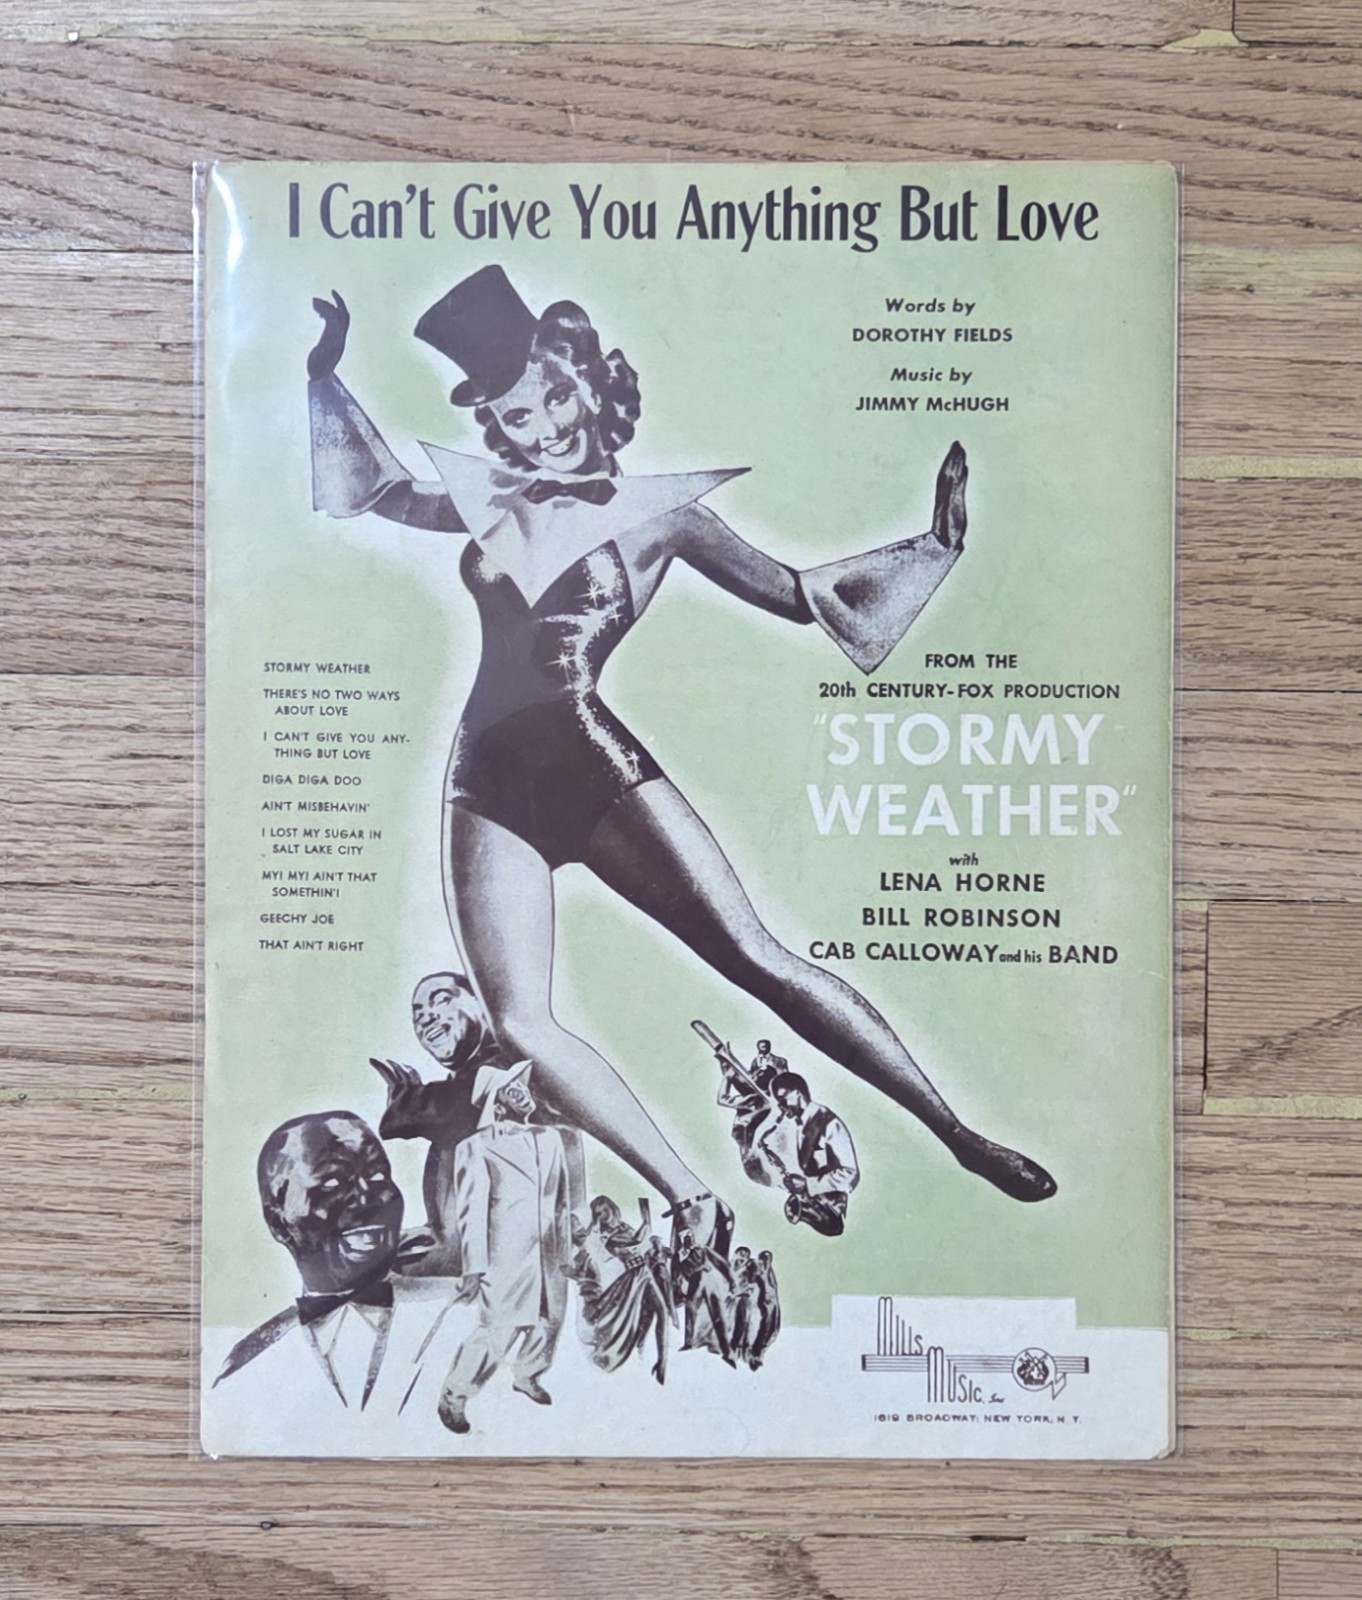 I Can't Give You Anything But Love
Words by
DOROTHY FIELDS
Music by
JIMMY McHUGH
STORMY WEATHER
THERE'S NO TWO WAYS
ABOUT LOVE
I CAN'T GIVE YOU ANY-
THING BUT LOVE
DIGA DIGA DOO
AIN'T MISBEHAVIN'
I LOST MY SUGAR IN
SALT LAKE CITY
MY! MY! AIN'T THAT
SOMETHIN'!
GEECHY JOE
THAT AIN'T RIGHT
FROM THE
20th CENTURY-FOX PRODUCTION
"STORMY
WEATHER"
with
LENA HORNE
BILL ROBINSON
CAB CALLOWAY and his BAND
MILLS
MUSIC, Inc
1619 BROADWAY, NEW YORK, N. Y.